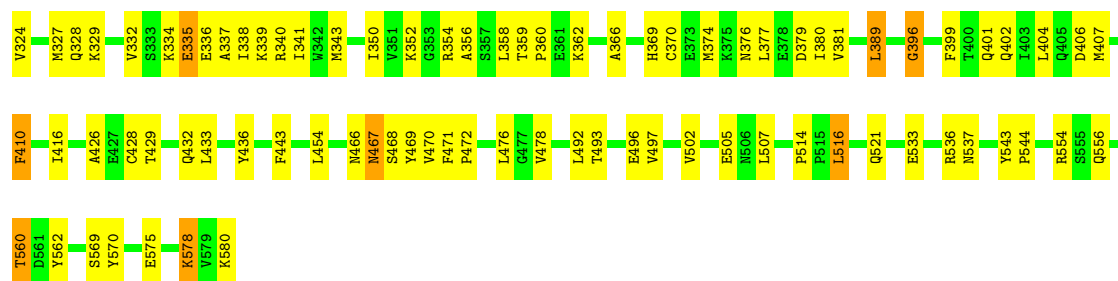 V324 M327 Q328 K329 V332 S333 K334 E335 E336 A337 I338 K339 R340 I341 W342 M343 I350 V351 K352 G353 R354 A355 S357 L358 T359 P360 E361 K362 A366 H369 C370 E373 M374 K375 N376 L377 E378 D379 I380 V381 L389 G396 F399 T400 Q401 Q402 I403 L404 Q405 D406 M407
F410 I416 A426 E427 C428 T429 Q432 L433 Y436 F443 L454 N466 N467 S468 Y469 V470 F471 P472 L476 G477 V478 L492 T493 E496 V497 V502 E505 N506 L507 P514 P515 L516 Q521 E533 R536 N537 Y543 P544 R554 S555 Q556
T560 D561 Y562 S569 Y570 E575 K578 V579 K580